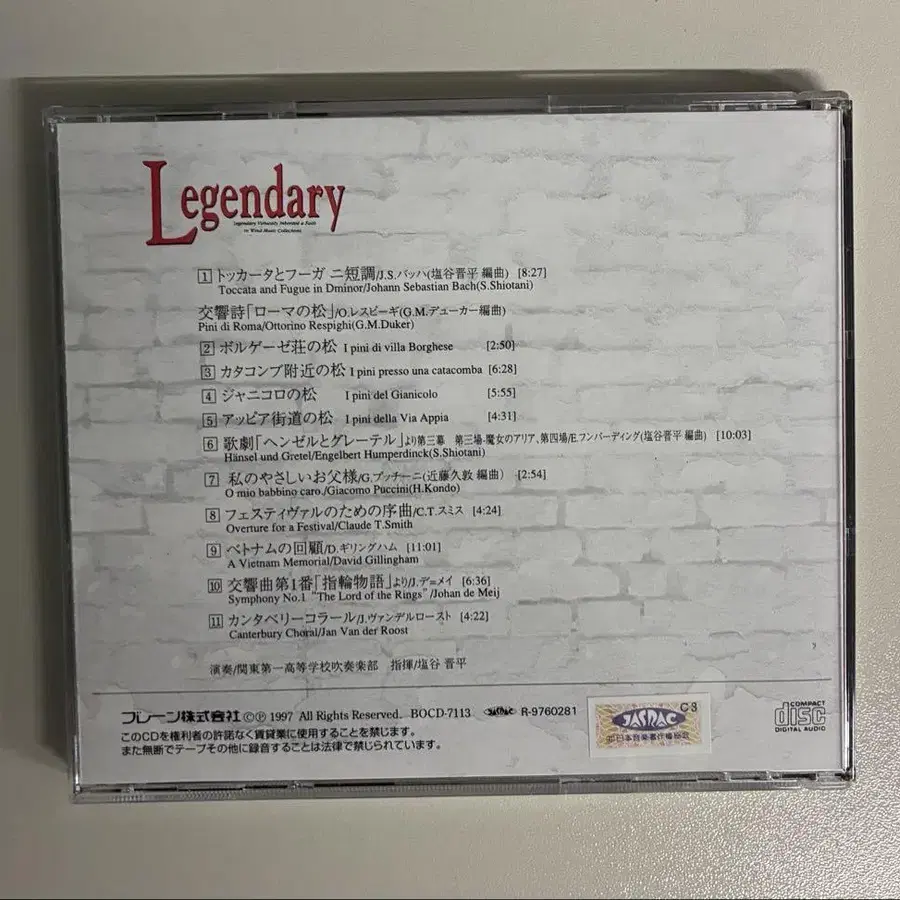 Legendary
Legendary Virtuosity Inherited a Faith
in Wind Music Collections
1 トッカータとフーガ ニ短調/J.S.バッハ(塩谷晋平 編曲) [8:27]
Toccata and Fugue in Dminor/Johann Sebastian Bach(S.Shiotani)
交響詩「ローマの松」/O.レスピーギ(G.M.デューカー編曲)
Pini di Roma/Ottorino Respighi(G.M.Duker)
2 ボルゲーゼ荘の松 I pini di villa Borghese [2:50]
3 カタコンブ附近の松 I pini presso una catacomba [6:28]
4 ジャニコロの松 I pini del Gianicolo [5:55]
5 アッピア街道の松 I pini della Via Appia [4:31]
6 歌劇「ヘンゼルとグレーテル」より第三幕 第三場-魔女のアリア、第四場/E.フンパーディング(塩谷晋平 編曲) [10:03]
Hänsel und Gretel/Engelbert Humperdinck(S.Shiotani)
7 私のやさしいお父様/G.プッチーニ(近藤久敦 編曲) [2:54]
O mio babbino caro./Giacomo Puccini(H.Kondo)
8 フェスティヴァルのための序曲/C.T.スミス [4:24]
Overture for a Festival/Claude T.Smith
9 ベトナムの回顧/D.ギリングハム [11:01]
A Vietnam Memorial/David Gillingham
10 交響曲第1番「指輪物語」より/J.デ=メイ [6:36]
Symphony No.1 "The Lord of the Rings"/Johan de Meij
11 カンタベリーコラール/J.ヴァンデルロースト [4:22]
Canterbury Choral/Jan Van der Roost
演奏/関東第一高等学校吹奏楽部 指揮/塩谷 晋平
ブレーン株式会社 ©Ⓟ 1997 All Rights Reserved. BOCD-7113 JASRAC R-9760281
このCDを権利者の許諾なく賃貸業に使用することを禁じます。
また無断でテープその他に録音することは法律で禁じられています。
C3
JASRAC
COMPACT
disc
DIGITAL AUDIO